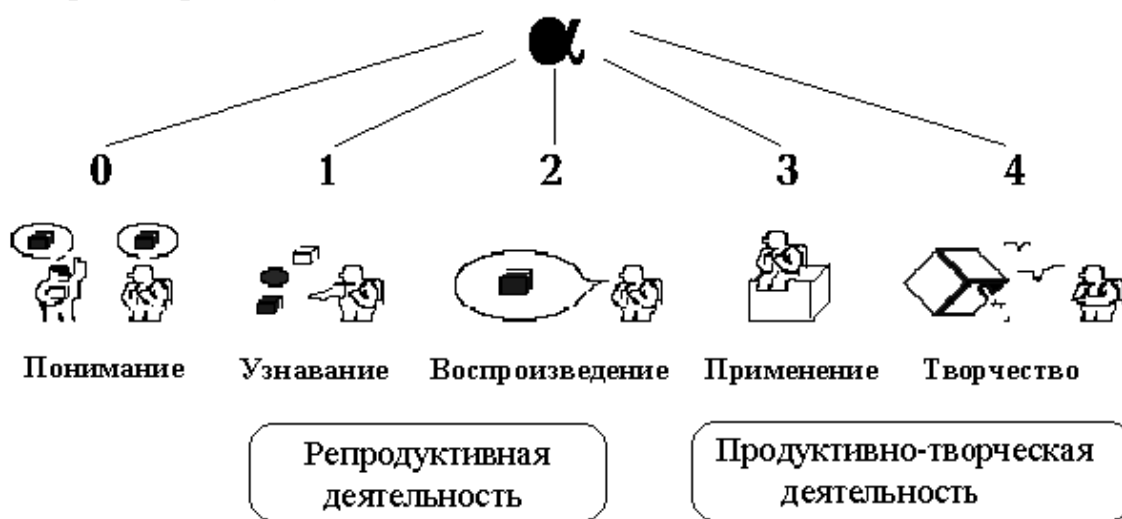 α
0 1 2 3 4
Понимание Узнавание Воспроизведение Применение Творчество
Репродуктивная
деятельность
Продуктивно-творческая
деятельность